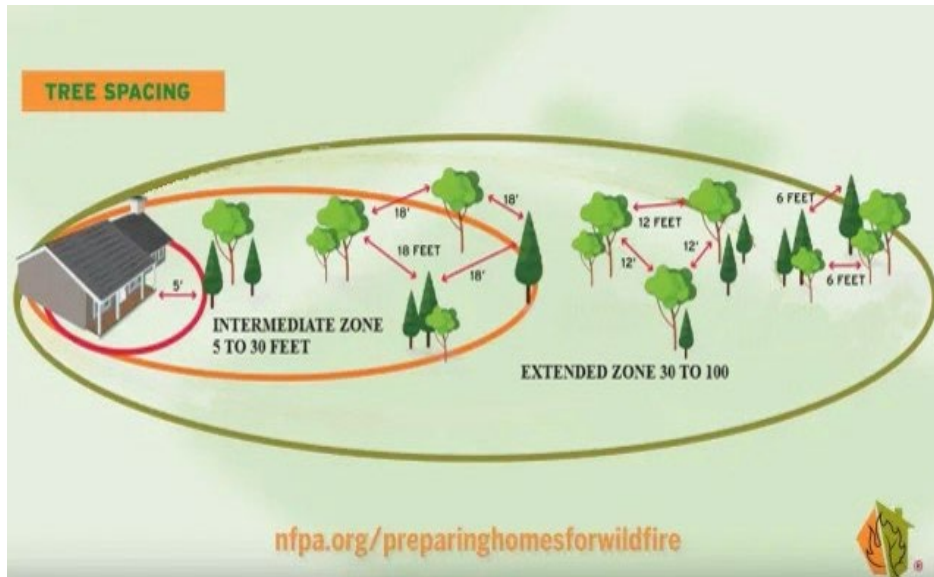 TREE SPACING
18'
18'
18 FEET
18'
5'
12 FEET
12'
12'
6 FEET
6 FEET
INTERMEDIATE ZONE
5 TO 30 FEET
EXTENDED ZONE 30 TO 100
nfpa.org/preparinghomesforwildfire
®